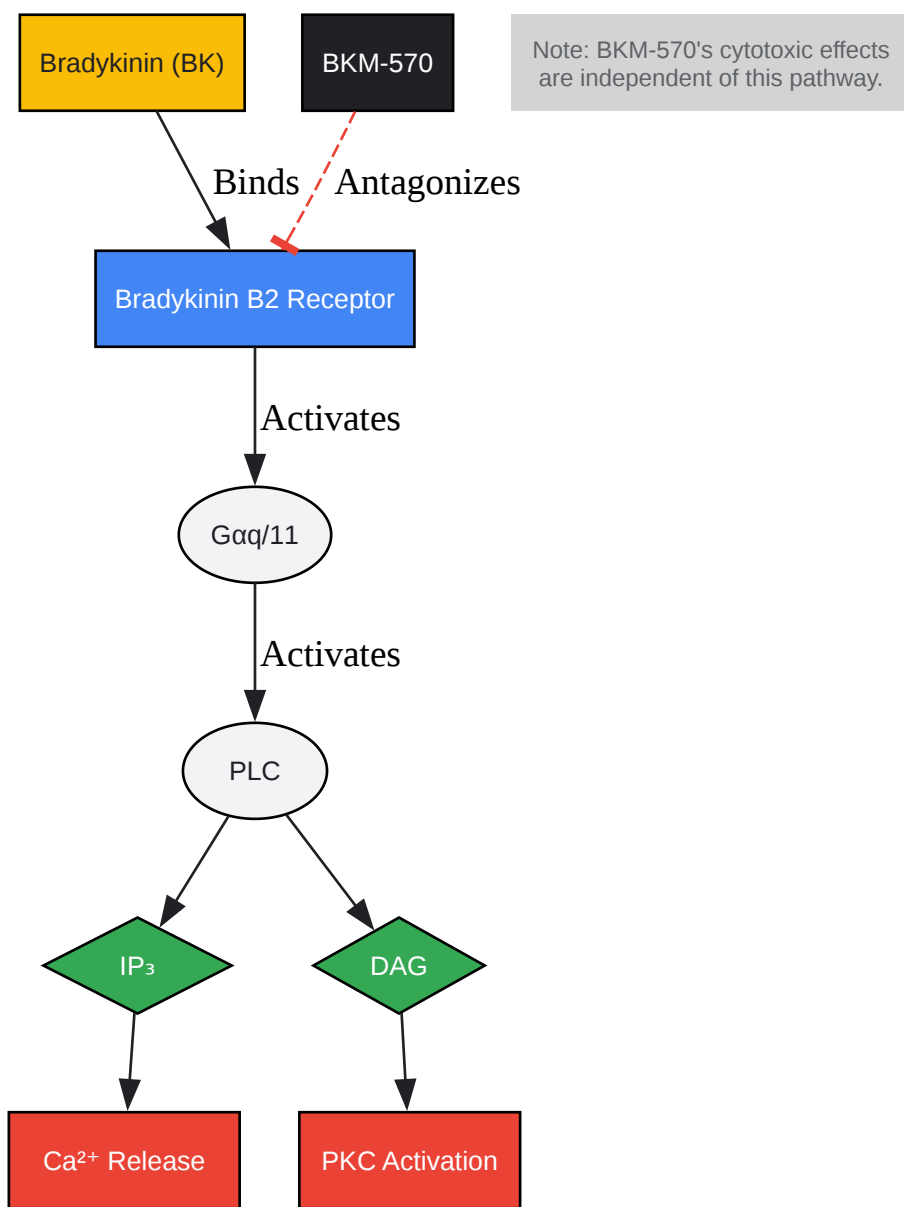 Bradykinin (BK)
BKM-570
Note: BKM-570's cytotoxic effects
are independent of this pathway.
Binds
Antagonizes
Bradykinin B2 Receptor
Activates
Gαq/11
Activates
PLC
IP₃
DAG
Ca²⁺ Release
PKC Activation